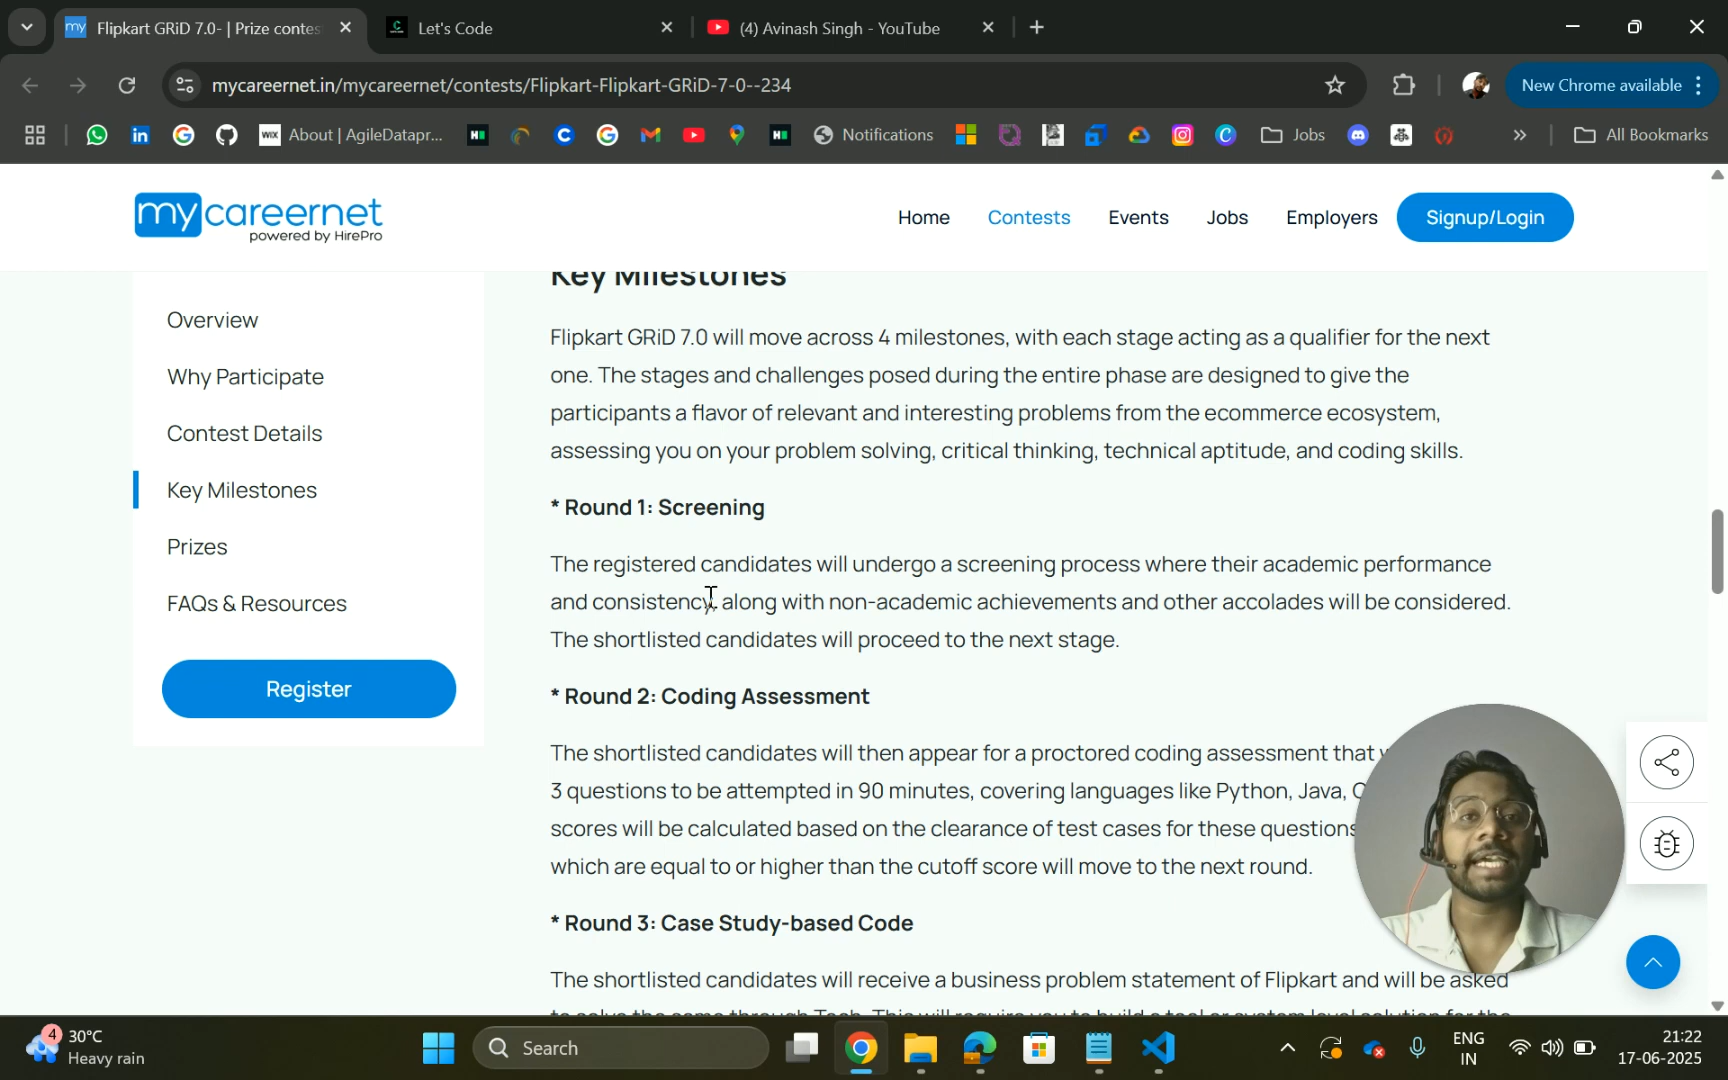 my Flipkart GRiD 7.0- | Prize contes
Let's Code
(4) Avinash Singh - YouTube
mycareernet.in/mycareernet/contests/Flipkart-Flipkart-GRiD-7-0--234
New Chrome available
WIX About | AgileDatapr...
Notifications
Jobs
All Bookmarks
mycareernet
powered by HirePro
Home
Contests
Events
Jobs
Employers
Signup/Login
Overview
Why Participate
Contest Details
Key Milestones
Prizes
FAQs & Resources
Register
Key Milestones
Flipkart GRiD 7.0 will move across 4 milestones, with each stage acting as a qualifier for the next
one. The stages and challenges posed during the entire phase are designed to give the
participants a flavor of relevant and interesting problems from the ecommerce ecosystem,
assessing you on your problem solving, critical thinking, technical aptitude, and coding skills.
* Round 1: Screening
The registered candidates will undergo a screening process where their academic performance
and consistency, along with non-academic achievements and other accolades will be considered.
The shortlisted candidates will proceed to the next stage.
* Round 2: Coding Assessment
The shortlisted candidates will then appear for a proctored coding assessment that
3 questions to be attempted in 90 minutes, covering languages like Python, Java,
scores will be calculated based on the clearance of test cases for these questions
which are equal to or higher than the cutoff score will move to the next round.
* Round 3: Case Study-based Code
The shortlisted candidates will receive a business problem statement of Flipkart and will be asked
4
30°C
Heavy rain
Search
ENG
IN
21:22
17-06-2025